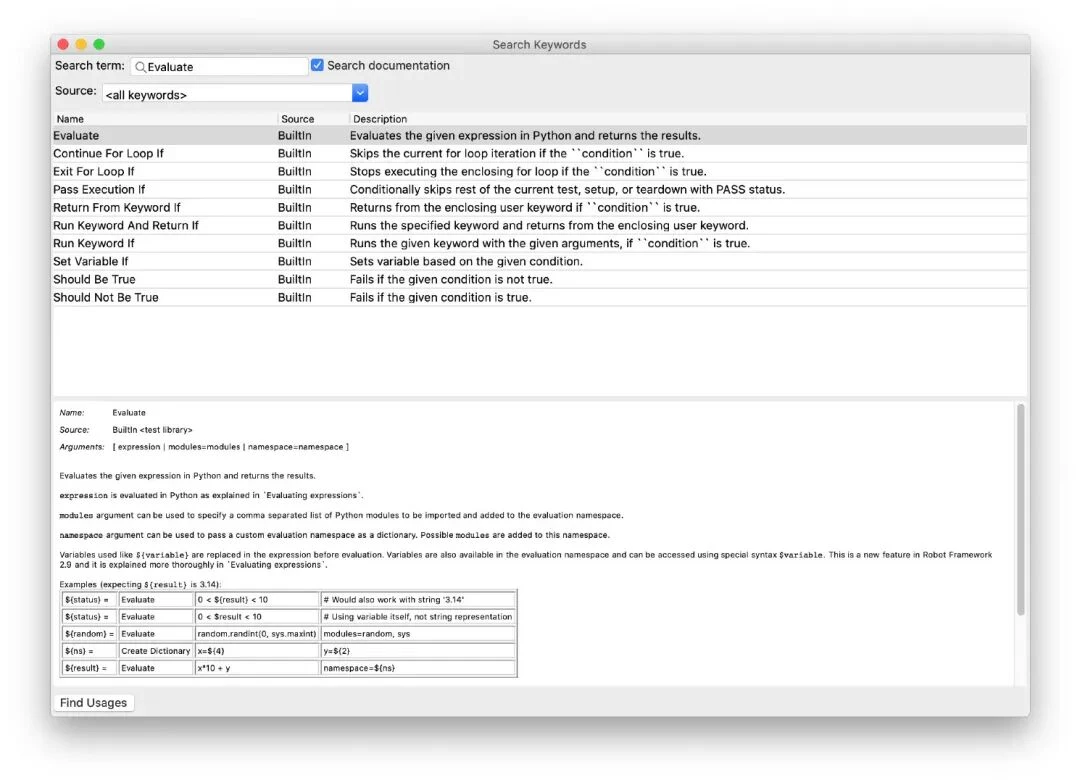 Search Keywords
Search term: Evaluate Search documentation
Source: <all keywords>
Name Source Description
Evaluate BuiltIn Evaluates the given expression in Python and returns the results.
Continue For Loop If BuiltIn Skips the current for loop iteration if the ``condition`` is true.
Exit For Loop If BuiltIn Stops executing the enclosing for loop if the ``condition`` is true.
Pass Execution If BuiltIn Conditionally skips rest of the current test, setup, or teardown with PASS status.
Return From Keyword If BuiltIn Returns from the enclosing user keyword if ``condition`` is true.
Run Keyword And Return If BuiltIn Runs the specified keyword and returns from the enclosing user keyword.
Run Keyword If BuiltIn Runs the given keyword with the given arguments, if ``condition`` is true.
Set Variable If BuiltIn Sets variable based on the given condition.
Should Be True BuiltIn Fails if the given condition is not true.
Should Not Be True BuiltIn Fails if the given condition is true.
Name: Evaluate
Source: BuiltIn <test library>
Arguments: [ expression | modules=modules | namespace=namespace ]
Evaluates the given expression in Python and returns the results.
expression is evaluated in Python as explained in `Evaluating expressions`.
modules argument can be used to specify a comma separated list of Python modules to be imported and added to the evaluation namespace.
namespace argument can be used to pass a custom evaluation namespace as a dictionary. Possible modules are added to this namespace.
Variables used like ${variable} are replaced in the expression before evaluation. Variables are also available in the evaluation namespace and can be accessed using special syntax $variable. This is a new feature in Robot Framework
2.9 and it is explained more thoroughly in `Evaluating expressions`.
Examples (expecting ${result} is 3.14):
${status} = Evaluate 0 < ${result} < 10 # Would also work with string '3.14'
${status} = Evaluate 0 < $result < 10 # Using variable itself, not string representation
${random} = Evaluate random.randint(0, sys.maxint) modules=random, sys
${ns} = Create Dictionary x=${4} y=${2}
${result} = Evaluate x*10 + y namespace=${ns}
Find Usages